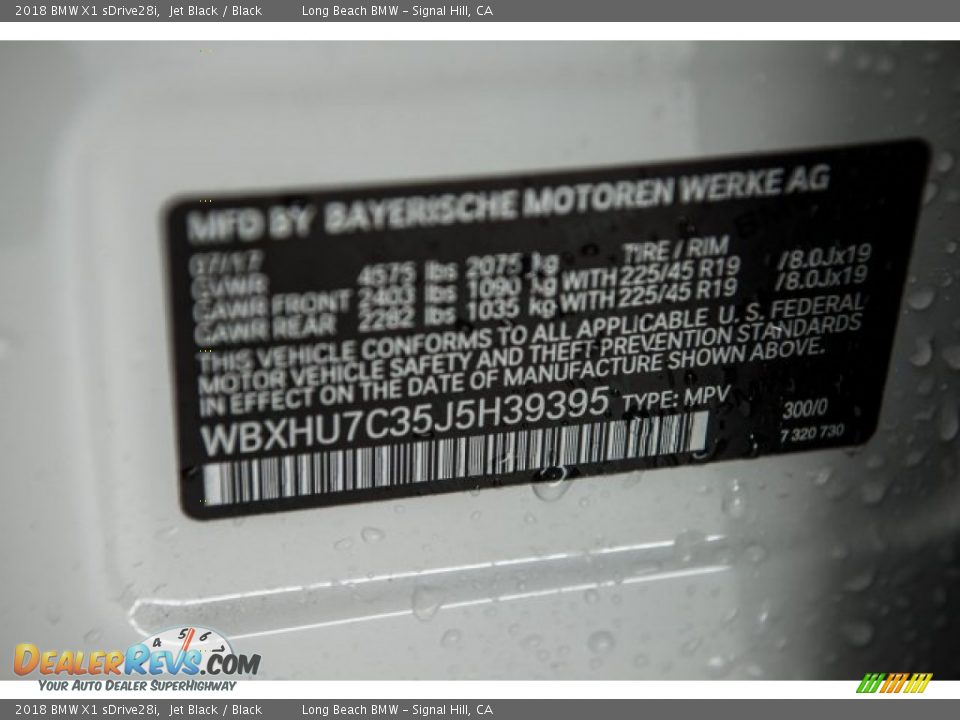 2018 BMW X1 sDrive28i, Jet Black / Black Long Beach BMW - Signal Hill, CA
MFD BY BAYERISCHE MOTOREN WERKE AG
07/17 TIRE / RIM
GVWR 4575 lbs 2075 kg
GAWR FRONT 2403 lbs 1090 kg WITH 225/45 R19 /8.0Jx19
GAWR REAR 2282 lbs 1035 kg WITH 225/45 R19 /8.0Jx19
THIS VEHICLE CONFORMS TO ALL APPLICABLE U. S. FEDERAL
MOTOR VEHICLE SAFETY AND THEFT PREVENTION STANDARDS
IN EFFECT ON THE DATE OF MANUFACTURE SHOWN ABOVE.
WBXHU7C35J5H39395 TYPE: MPV
300/0
7 320 730
4 5 6
DEALERREVS.COM
YOUR AUTO DEALER SUPERHIGHWAY
2018 BMW X1 sDrive28i, Jet Black / Black Long Beach BMW - Signal Hill, CA